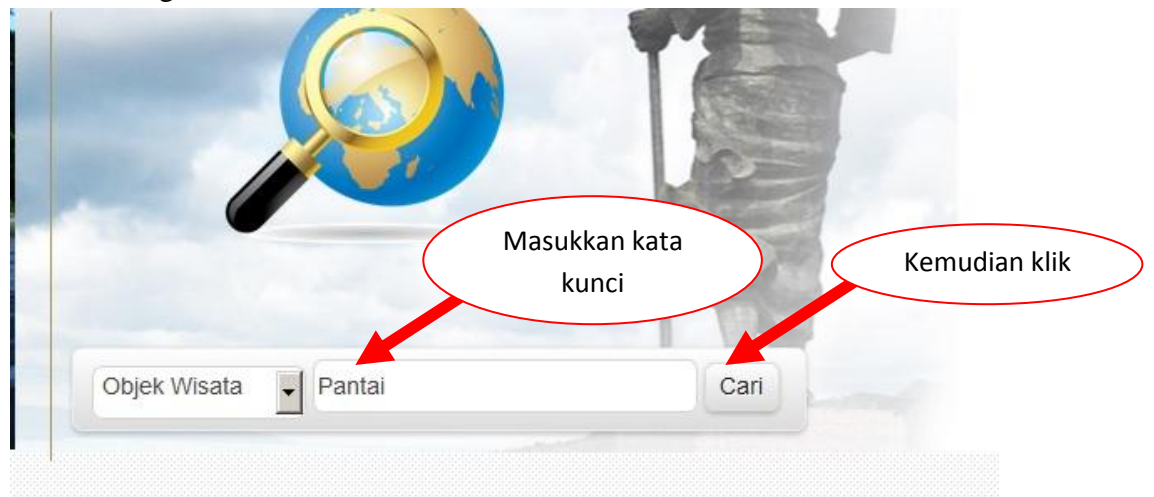 Masukkan kata
kunci
Kemudian klik
Objek Wisata
Pantai
Cari